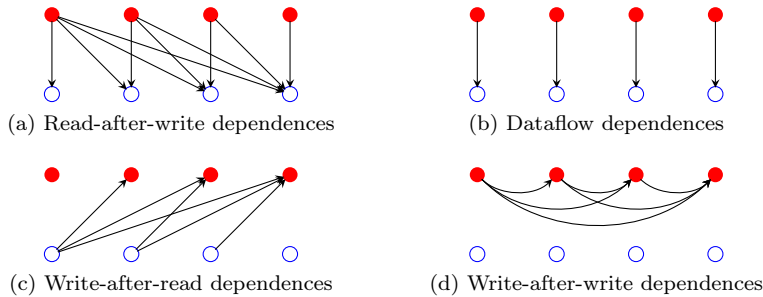 (a) Read-after-write dependences
(b) Dataflow dependences
(c) Write-after-read dependences
(d) Write-after-write dependences